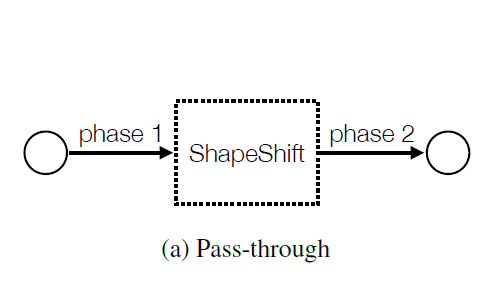 phase 1
ShapeShift
phase 2
(a) Pass-through